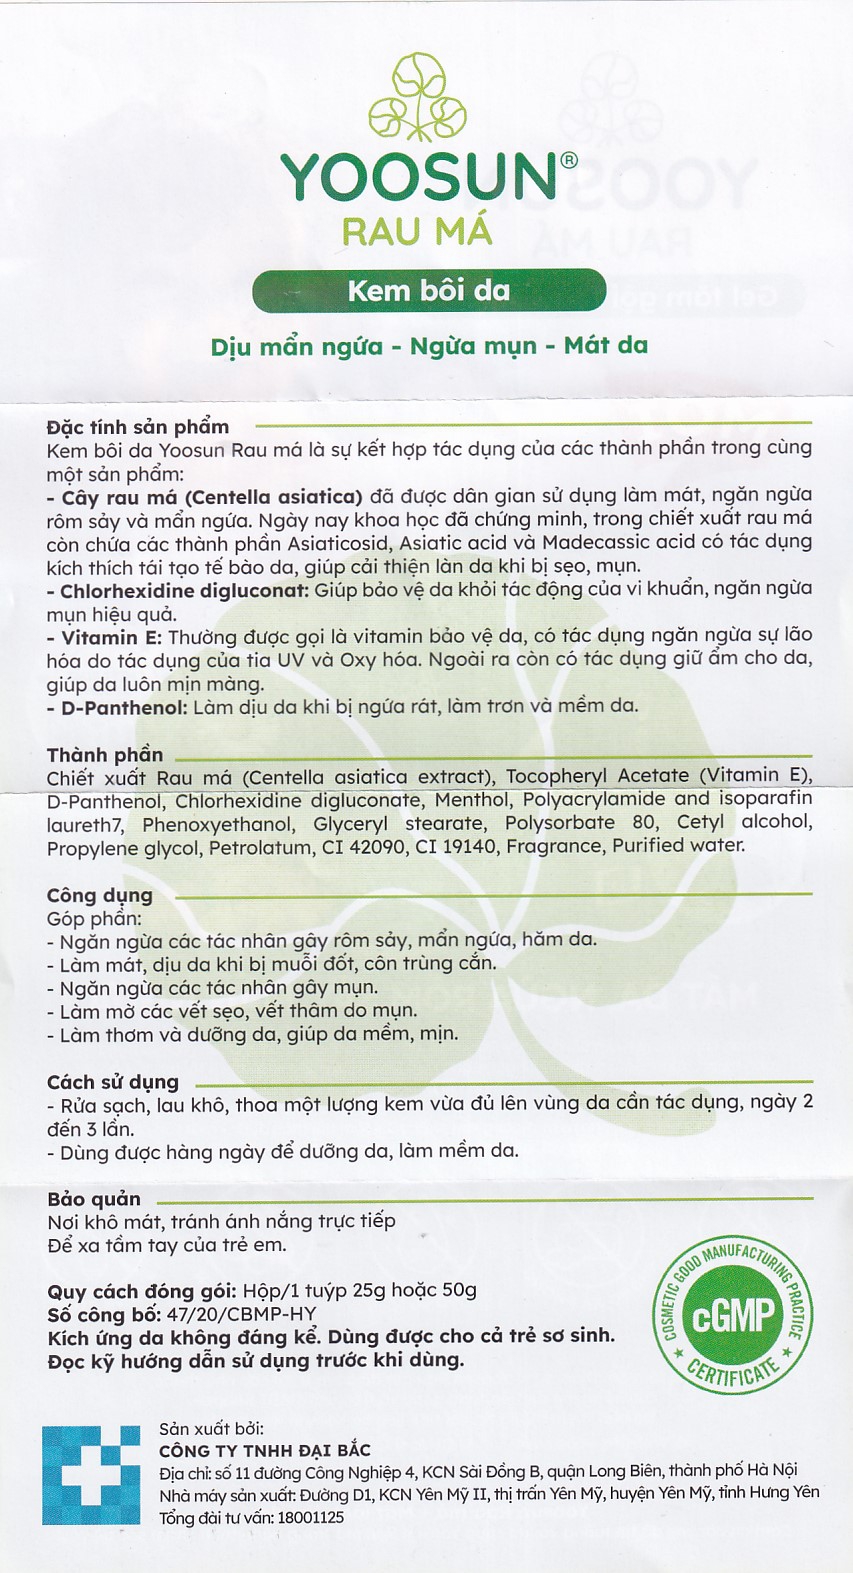 YOOSUN®
RAU MÁ
Kem bôi da
Dịu mẩn ngứa - Ngừa mụn - Mát da
Đặc tính sản phẩm
Kem bôi da Yoosun Rau má là sự kết hợp tác dụng của các thành phần trong cùng
một sản phẩm:
- Cây rau má (Centella asiatica) đã được dân gian sử dụng làm mát, ngăn ngừa
rôm sảy và mẩn ngứa. Ngày nay khoa học đã chứng minh, trong chiết xuất rau má
còn chứa các thành phần Asiaticosid, Asiatic acid và Madecassic acid có tác dụng
kích thích tái tạo tế bào da, giúp cải thiện làn da khi bị sẹo, mụn.
- Chlorhexidine digluconat: Giúp bảo vệ da khỏi tác động của vi khuẩn, ngăn ngừa
mụn hiệu quả.
- Vitamin E: Thường được gọi là vitamin bảo vệ da, có tác dụng ngăn ngừa sự lão
hóa do tác dụng của tia UV và Oxy hóa. Ngoài ra còn có tác dụng giữ ẩm cho da,
giúp da luôn mịn màng.
- D-Panthenol: Làm dịu da khi bị ngứa rát, làm trơn và mềm da.
Thành phần
Chiết xuất Rau má (Centella asiatica extract), Tocopheryl Acetate (Vitamin E),
D-Panthenol, Chlorhexidine digluconate, Menthol, Polyacrylamide and isoparafin
laureth7, Phenoxyethanol, Glyceryl stearate, Polysorbate 80, Cetyl alcohol,
Propylene glycol, Petrolatum, CI 42090, CI 19140, Fragrance, Purified water.
Công dụng
Góp phần:
- Ngăn ngừa các tác nhân gây rôm sảy, mẩn ngứa, hăm da.
- Làm mát, dịu da khi bị muỗi đốt, côn trùng cắn.
- Ngăn ngừa các tác nhân gây mụn.
- Làm mờ các vết sẹo, vết thâm do mụn.
- Làm thơm và dưỡng da, giúp da mềm, mịn.
Cách sử dụng
- Rửa sạch, lau khô, thoa một lượng kem vừa đủ lên vùng da cần tác dụng, ngày 2
đến 3 lần.
- Dùng được hàng ngày để dưỡng da, làm mềm da.
Bảo quản
Nơi khô mát, tránh ánh nắng trực tiếp
Để xa tầm tay của trẻ em.
Quy cách đóng gói: Hộp/1 tuýp 25g hoặc 50g
Số công bố: 47/20/CBMP-HY
Kích ứng da không đáng kể. Dùng được cho cả trẻ sơ sinh.
Đọc kỹ hướng dẫn sử dụng trước khi dùng.
COSMETIC GOOD MANUFACTURING PRACTICE
cGMP
★ CERTIFICATE ★
Sản xuất bởi:
CÔNG TY TNHH ĐẠI BẮC
Địa chỉ: số 11 đường Công Nghiệp 4, KCN Sài Đồng B, quận Long Biên, thành phố Hà Nội
Nhà máy sản xuất: Đường D1, KCN Yên Mỹ II, thị trấn Yên Mỹ, huyện Yên Mỹ, tỉnh Hưng Yên
Tổng đài tư vấn: 18001125